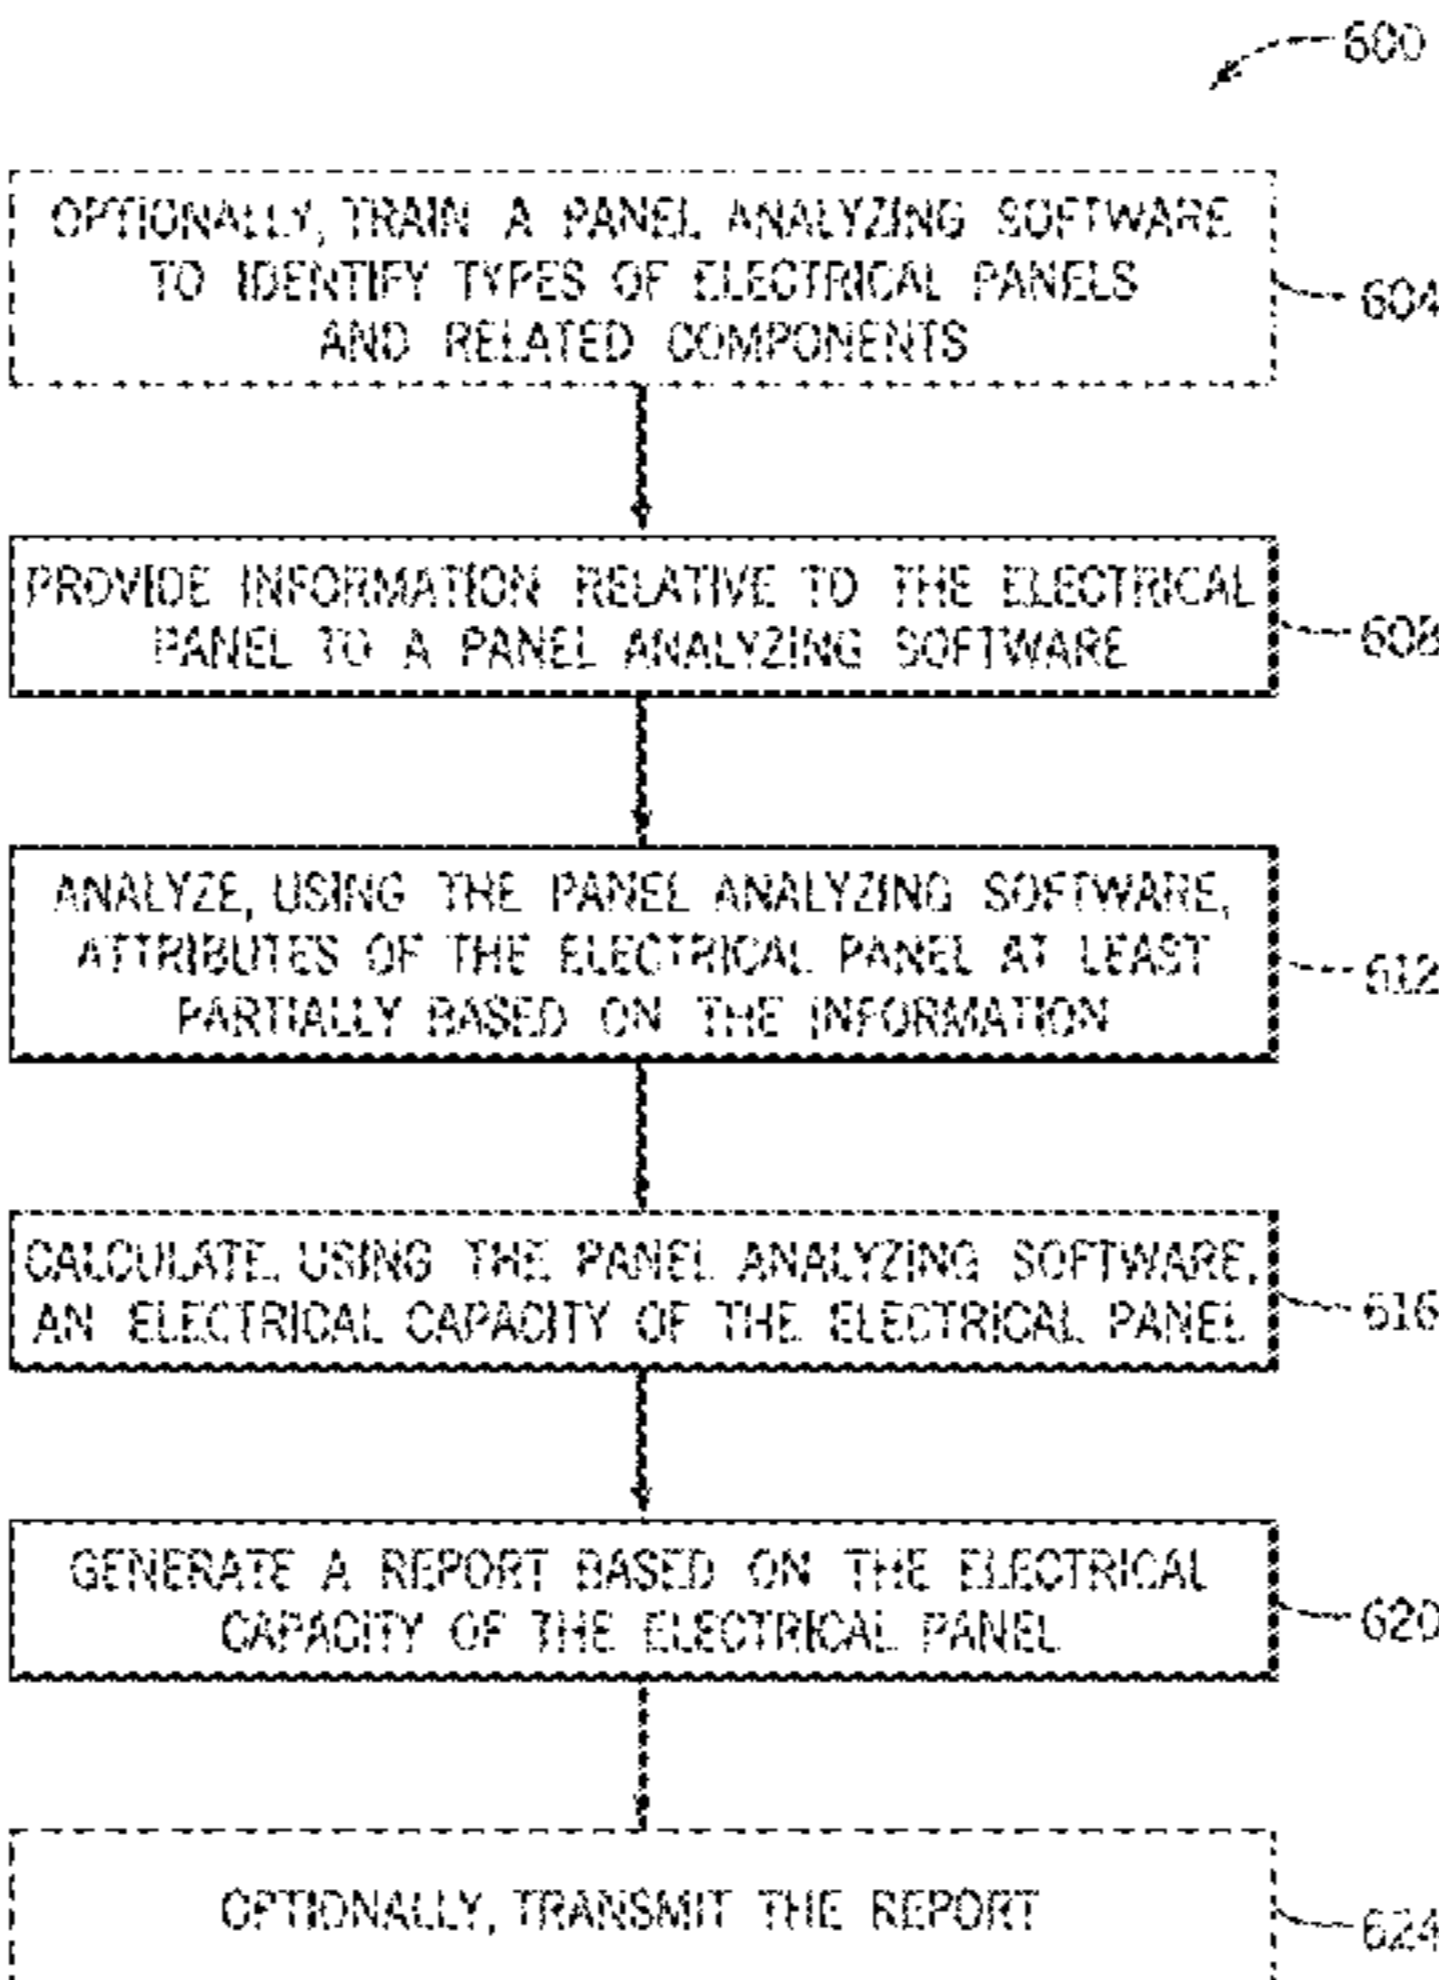 600
OPTIONALLY, TRAIN A PANEL ANALYZING SOFTWARE
TO IDENTIFY TYPES OF ELECTRICAL PANELS
AND RELATED COMPONENTS
604
PROVIDE INFORMATION RELATIVE TO THE ELECTRICAL
PANEL TO A PANEL ANALYZING SOFTWARE
608
ANALYZE, USING THE PANEL ANALYZING SOFTWARE,
ATTRIBUTES OF THE ELECTRICAL PANEL AT LEAST
PARTIALLY BASED ON THE INFORMATION
612
CALCULATE, USING THE PANEL ANALYZING SOFTWARE,
AN ELECTRICAL CAPACITY OF THE ELECTRICAL PANEL
616
GENERATE A REPORT BASED ON THE ELECTRICAL
CAPACITY OF THE ELECTRICAL PANEL
620
OPTIONALLY, TRANSMIT THE REPORT
624